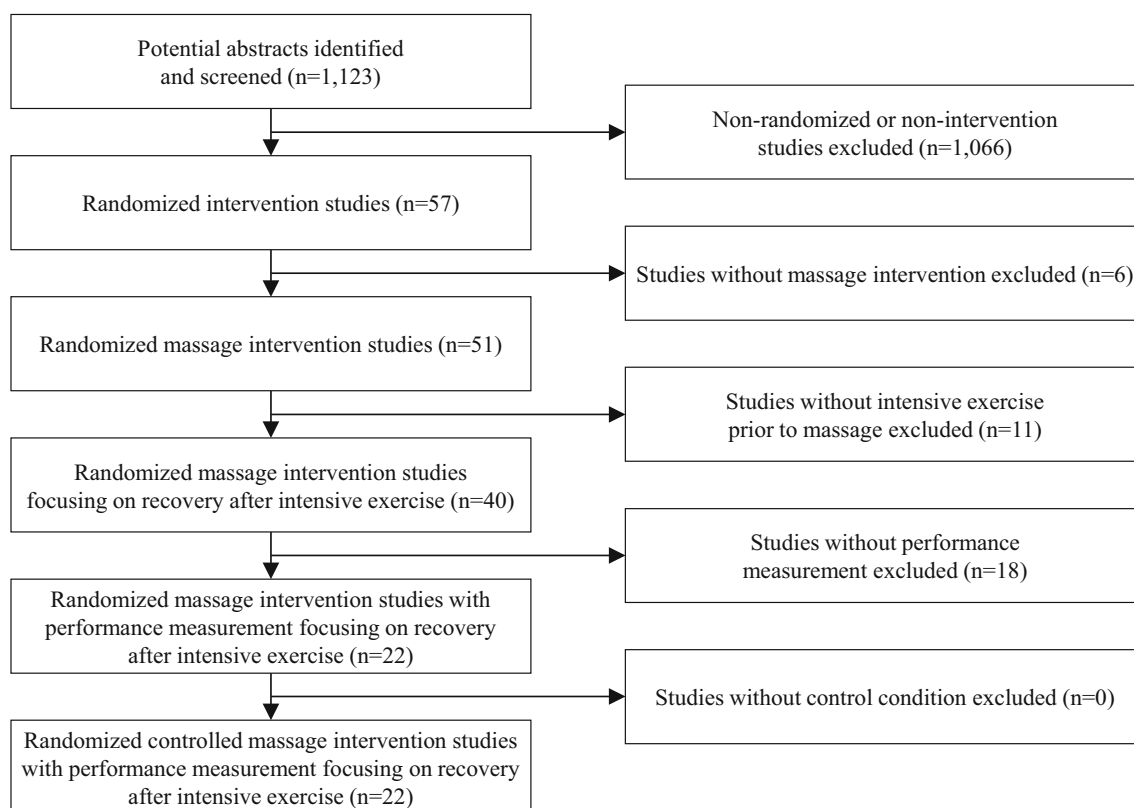 Potential abstracts identified
and screened (n=1,123)
Non-randomized or non-intervention
studies excluded (n=1,066)
Randomized intervention studies (n=57)
Studies without massage intervention excluded (n=6)
Randomized massage intervention studies (n=51)
Studies without intensive exercise
prior to massage excluded (n=11)
Randomized massage intervention studies
focusing on recovery after intensive exercise (n=40)
Studies without performance
measurement excluded (n=18)
Randomized massage intervention studies with
performance measurement focusing on recovery
after intensive exercise (n=22)
Studies without control condition excluded (n=0)
Randomized controlled massage intervention studies
with performance measurement focusing on recovery
after intensive exercise (n=22)